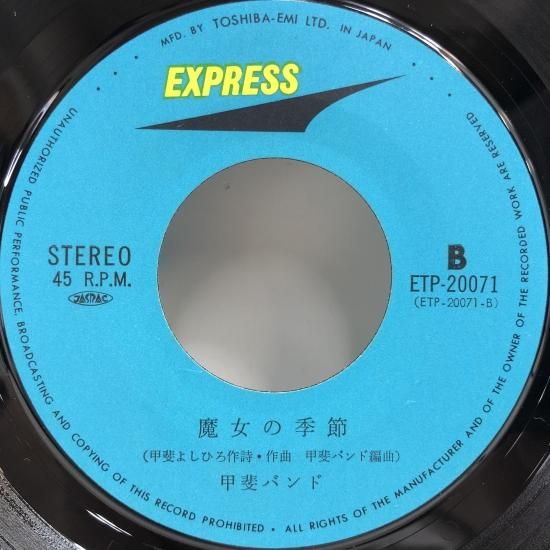 MFD. BY TOSHIBA-EMI LTD. IN JAPAN
EXPRESS
STEREO
45 R.P.M.
JASRAC
B
ETP-20071
(ETP-20071-B)
魔女の季節
(甲斐よしひろ作詩・作曲 甲斐バンド編曲)
甲斐バンド
UNAUTHORIZED PUBLIC PERFORMANCE, BROADCASTING AND COPYING OF THIS RECORD PROHIBITED • ALL RIGHTS OF THE MANUFACTURER AND OF THE OWNER OF THE RECORDED WORK ARE RESERVED